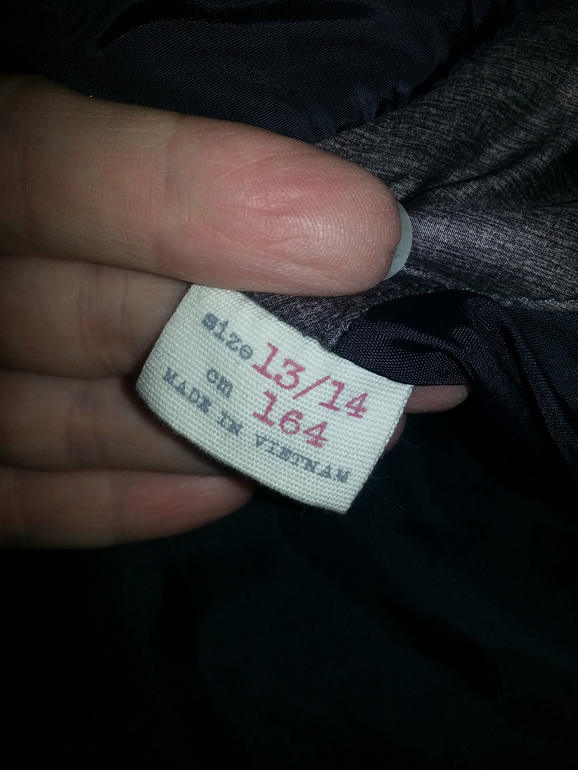 size 13/14
cm 164
MADE IN VIETNAM